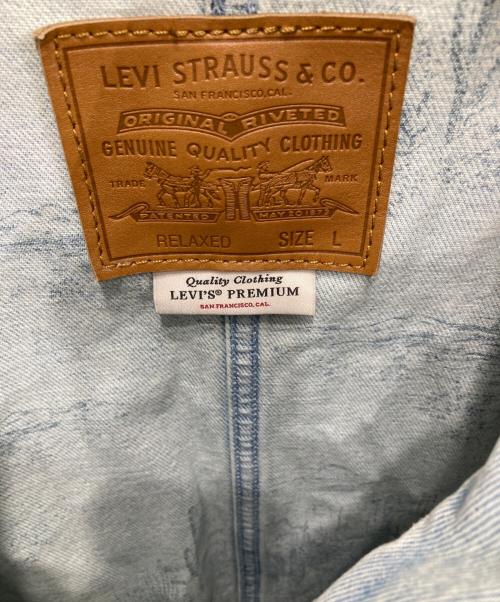 LEVI STRAUSS & CO.
SAN FRANCISCO, CAL.
ORIGINAL RIVETED
GENUINE QUALITY CLOTHING
TRADE MARK
PATENTED MAY 20 1873
RELAXED SIZE L
Quality Clothing
LEVI'S® PREMIUM
SAN FRANCISCO, CAL.